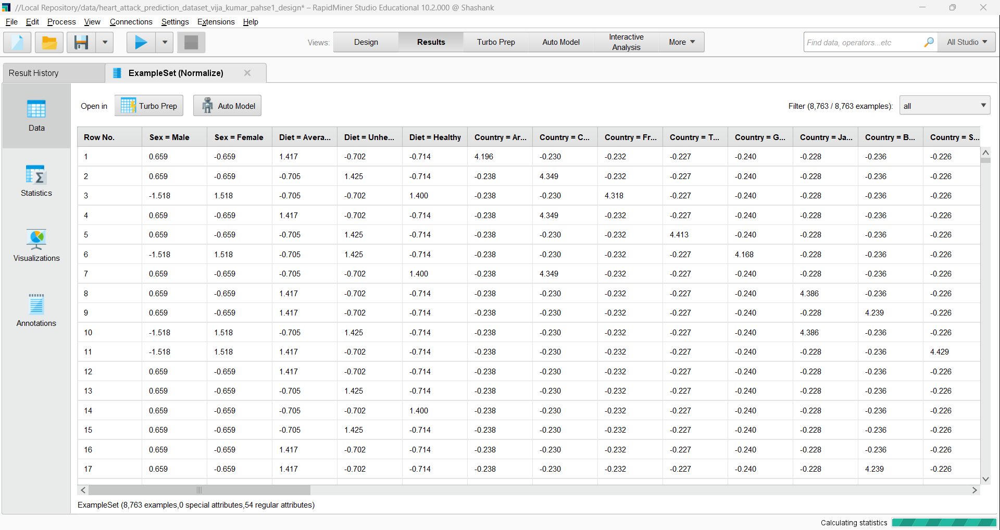 //Local Repository/data/heart_attack_prediction_dataset_vija_kumar_pahse1_design* – RapidMiner Studio Educational 10.2.000 @ Shashank
File Edit Process View Connections Settings Extensions Help
Views: Design Results Turbo Prep Auto Model Interactive Analysis More
Find data, operators...etc All Studio
Result History ExampleSet (Normalize)
Data
Statistics
Visualizations
Annotations
Open in Turbo Prep Auto Model Filter (8,763 / 8,763 examples): all
Row No. Sex = Male Sex = Female Diet = Avera... Diet = Unhe... Diet = Healthy Country = Ar... Country = C... Country = Fr... Country = T... Country = G... Country = Ja... Country = B... Country = S...
1 0.659 -0.659 1.417 -0.702 -0.714 4.196 -0.230 -0.232 -0.227 -0.240 -0.228 -0.236 -0.226
2 0.659 -0.659 -0.705 1.425 -0.714 -0.238 4.349 -0.232 -0.227 -0.240 -0.228 -0.236 -0.226
3 -1.518 1.518 -0.705 -0.702 1.400 -0.238 -0.230 4.318 -0.227 -0.240 -0.228 -0.236 -0.226
4 0.659 -0.659 1.417 -0.702 -0.714 -0.238 4.349 -0.232 -0.227 -0.240 -0.228 -0.236 -0.226
5 0.659 -0.659 -0.705 1.425 -0.714 -0.238 -0.230 -0.232 4.413 -0.240 -0.228 -0.236 -0.226
6 -1.518 1.518 -0.705 1.425 -0.714 -0.238 -0.230 -0.232 -0.227 4.168 -0.228 -0.236 -0.226
7 0.659 -0.659 -0.705 -0.702 1.400 -0.238 4.349 -0.232 -0.227 -0.240 -0.228 -0.236 -0.226
8 0.659 -0.659 1.417 -0.702 -0.714 -0.238 -0.230 -0.232 -0.227 -0.240 4.386 -0.236 -0.226
9 0.659 -0.659 1.417 -0.702 -0.714 -0.238 -0.230 -0.232 -0.227 -0.240 -0.228 4.239 -0.226
10 -1.518 1.518 -0.705 1.425 -0.714 -0.238 -0.230 -0.232 -0.227 -0.240 4.386 -0.236 -0.226
11 -1.518 1.518 1.417 -0.702 -0.714 -0.238 -0.230 -0.232 -0.227 -0.240 -0.228 -0.236 4.429
12 0.659 -0.659 1.417 -0.702 -0.714 -0.238 -0.230 -0.232 -0.227 -0.240 -0.228 -0.236 -0.226
13 0.659 -0.659 -0.705 1.425 -0.714 -0.238 -0.230 -0.232 -0.227 -0.240 -0.228 -0.236 -0.226
14 0.659 -0.659 -0.705 -0.702 1.400 -0.238 -0.230 -0.232 -0.227 -0.240 -0.228 -0.236 -0.226
15 0.659 -0.659 -0.705 1.425 -0.714 -0.238 -0.230 -0.232 -0.227 -0.240 -0.228 -0.236 -0.226
16 0.659 -0.659 1.417 -0.702 -0.714 -0.238 -0.230 -0.232 -0.227 -0.240 -0.228 -0.236 -0.226
17 0.659 -0.659 1.417 -0.702 -0.714 -0.238 -0.230 -0.232 -0.227 -0.240 -0.228 4.239 -0.226
ExampleSet (8,763 examples,0 special attributes,54 regular attributes)
Calculating statistics